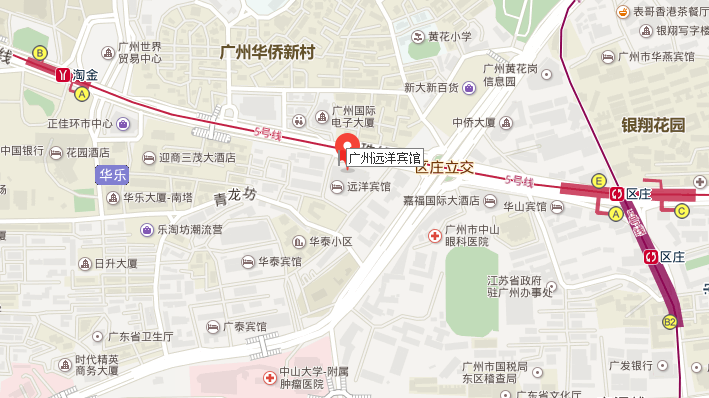 表哥香港茶餐厅
黄花小学
银翔写字楼
广州世界
贸易中心
广州华侨新村
广州市华燕宾馆
B
淘金
广州黄花岗
信息园
新大新百货
A
广州国际
电子大厦
正佳环市中心
5号线
中侨大厦
银翔花园
中国银行
花园酒店
迎商三茂大酒店
广州远洋宾馆
区庄立交
华乐
5号线
E
远洋宾馆
区庄
华乐大厦-南塔
青龙坊
嘉福国际大酒店
华山宾馆
A
C
乐淘坊潮流营
华泰小区
广州市中山
眼科医院
区庄
日升大厦
华泰宾馆
江苏省政府
驻广州办事处
B2
广东省卫生厅
广泰宾馆
时代精英
商务大厦
中山大学-附属
肿瘤医院
广州市国税局
东区稽查局
广发银行
广东省文化厅